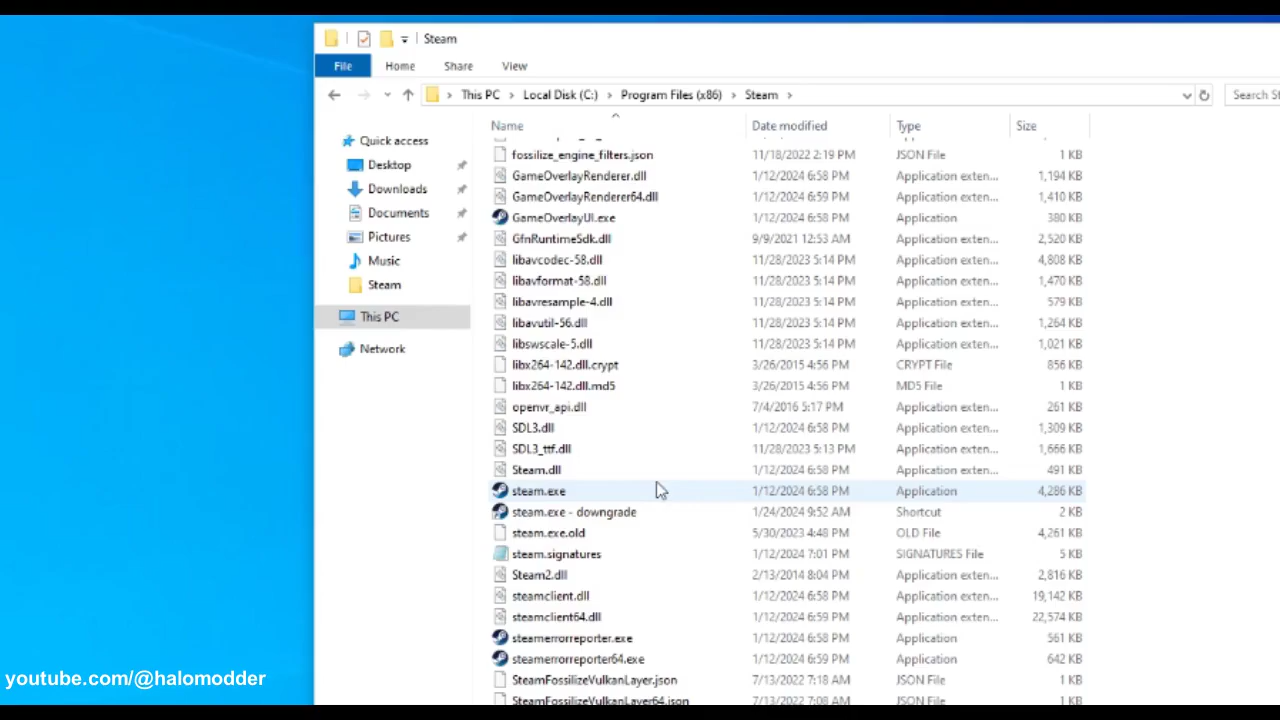 Steam
File Home Share View
This PC Local Disk (C:) Program Files (x86) Steam Search St
Name Date modified Type Size
Quick access
Desktop
Downloads
Documents
Pictures
Music
Steam
This PC
Network
fossilize_engine_filters.json 11/18/2022 2:19 PM JSON File 1 KB
GameOverlayRenderer.dll 1/12/2024 6:58 PM Application exten... 1,194 KB
GameOverlayRenderer64.dll 1/12/2024 6:59 PM Application exten... 1,410 KB
GameOverlayUI.exe 1/12/2024 6:58 PM Application 380 KB
GfnRuntimeSdk.dll 9/9/2021 12:53 AM Application exten... 2,520 KB
libavcodec-58.dll 11/28/2023 5:14 PM Application exten... 4,808 KB
libavformat-58.dll 11/28/2023 5:14 PM Application exten... 1,470 KB
libavresample-4.dll 11/28/2023 5:14 PM Application exten... 579 KB
libavutil-56.dll 11/28/2023 5:14 PM Application exten... 1,264 KB
libswscale-5.dll 11/28/2023 5:14 PM Application exten... 1,021 KB
libx264-142.dll.crypt 3/26/2015 4:56 PM CRYPT File 856 KB
libx264-142.dll.md5 3/26/2015 4:56 PM MD5 File 1 KB
openvr_api.dll 7/4/2016 5:17 PM Application exten... 261 KB
SDL3.dll 1/12/2024 6:58 PM Application exten... 1,309 KB
SDL3_ttf.dll 11/28/2023 5:13 PM Application exten... 1,666 KB
Steam.dll 1/12/2024 6:58 PM Application exten... 491 KB
steam.exe 1/12/2024 6:58 PM Application 4,286 KB
steam.exe - downgrade 1/24/2024 9:52 AM Shortcut 2 KB
steam.exe.old 5/30/2023 4:48 PM OLD File 4,261 KB
steam.signatures 1/12/2024 7:01 PM SIGNATURES File 5 KB
Steam2.dll 2/13/2014 8:04 PM Application exten... 2,816 KB
steamclient.dll 1/12/2024 6:58 PM Application exten... 19,142 KB
steamclient64.dll 1/12/2024 6:59 PM Application exten... 22,574 KB
steamerrorreporter.exe 1/12/2024 6:58 PM Application 561 KB
steamerrorreporter64.exe 1/12/2024 6:59 PM Application 642 KB
SteamFossilizeVulkanLayer.json 7/13/2022 7:18 AM JSON File 1 KB
SteamFossilizeVulkanLayer64.json 7/13/2022 7:08 AM JSON File 1 KB
youtube.com/@halomodder